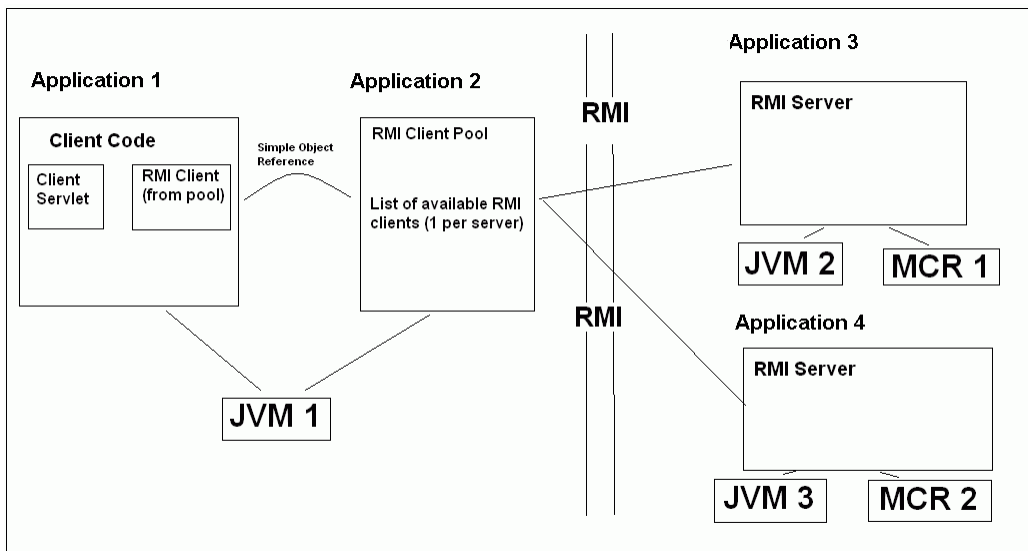 Application 1
Client Code
Client
Servlet
RMI Client
(from pool)
Simple Object
Reference
Application 2
RMI Client Pool
List of available RMI
clients (1 per server)
JVM 1
RMI
RMI
Application 3
RMI Server
JVM 2
MCR 1
Application 4
RMI Server
JVM 3
MCR 2